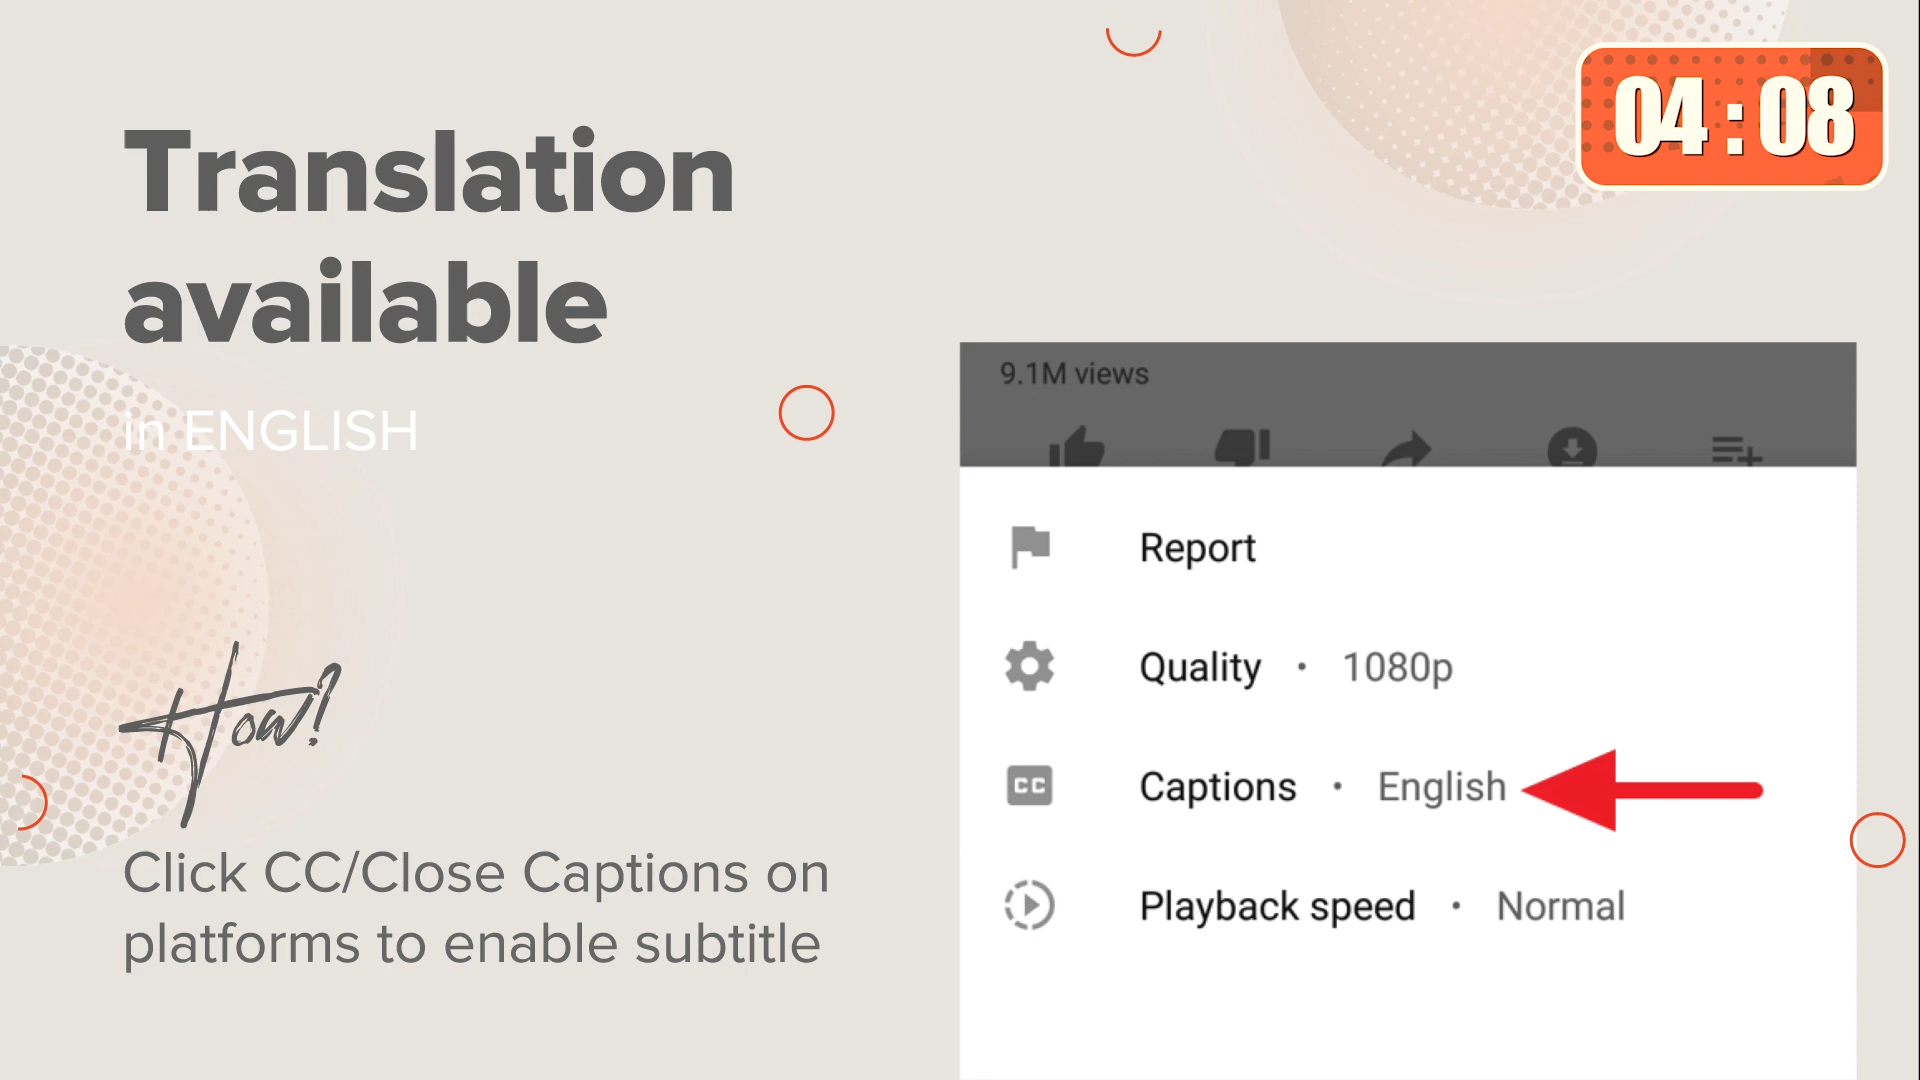 04:08
Translation
available
in ENGLISH
How?
Click CC/Close Captions on
platforms to enable subtitle
9.1M views
Report
Quality • 1080p
CC Captions • English
Playback speed • Normal